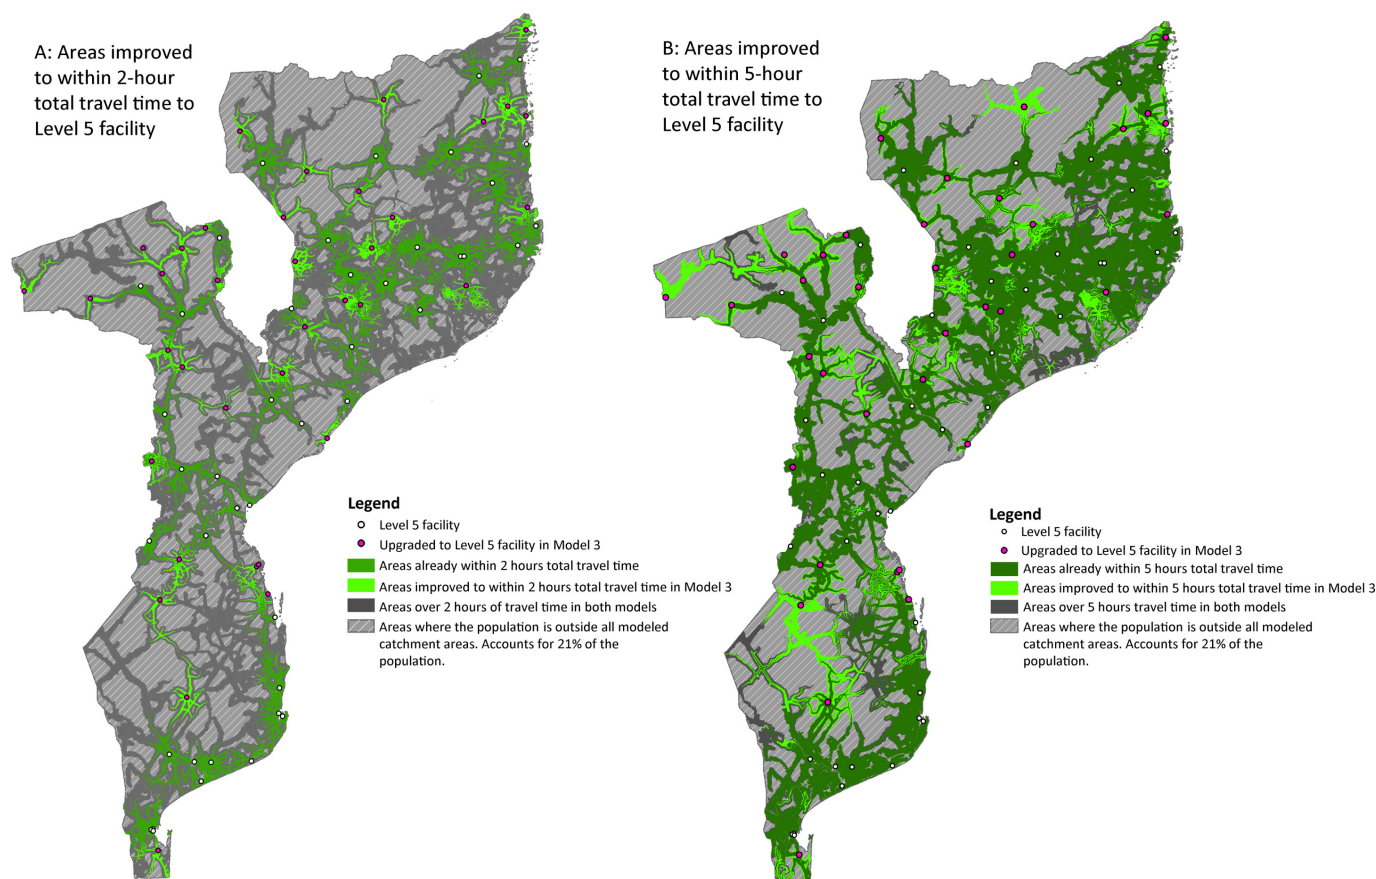 A: Areas improved
to within 2-hour
total travel time to
Level 5 facility
B: Areas improved
to within 5-hour
total travel time to
Level 5 facility
Legend
Level 5 facility
Upgraded to Level 5 facility in Model 3
Areas already within 2 hours total travel time
Areas improved to within 2 hours total travel time in Model 3
Areas over 2 hours of travel time in both models
Areas where the population is outside all modeled
catchment areas. Accounts for 21% of the
population.
Legend
Level 5 facility
Upgraded to Level 5 facility in Model 3
Areas already within 5 hours total travel time
Areas improved to within 5 hours total travel time in Model 3
Areas over 5 hours travel time in both models
Areas where the population is outside all modeled
catchment areas. Accounts for 21% of the
population.